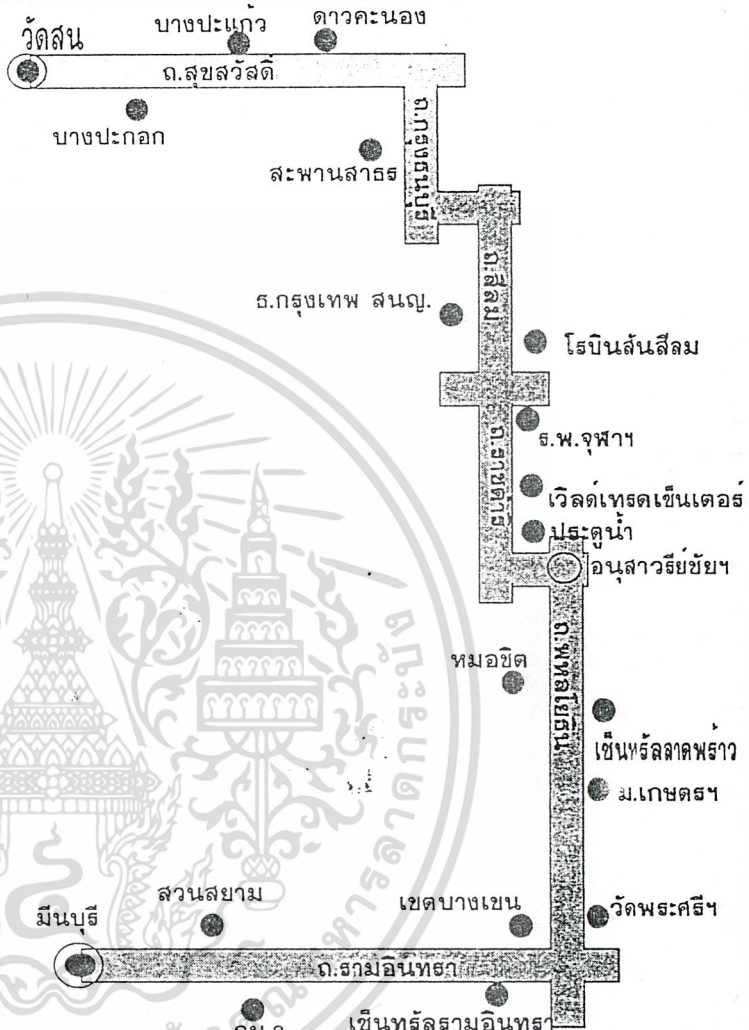 วัดสน
บางปะแก้ว
ดาวคะนอง
ถ.สุขสวัสดิ์
บางปะกอก
สะพานสาธร
ถ.กรุงธนบุรี
ธ.กรุงเทพ สนญ.
ถ.สีลม
โรบินสันสีลม
ร.พ.จุฬาฯ
ถ.ราชดำริ
เวิลด์เทรดเซ็นเตอร์
ประตูน้ำ
อนุสาวรีย์ชัยฯ
หมอชิต
ถ.พหลโยธิน
เซ็นทรัลลาดพร้าว
ม.เกษตรฯ
สวนสยาม
เขตบางเขน
วัดพระศรีฯ
มีนบุรี
ถ.รามอินทรา
เซ็นทรัลรามอินทรา